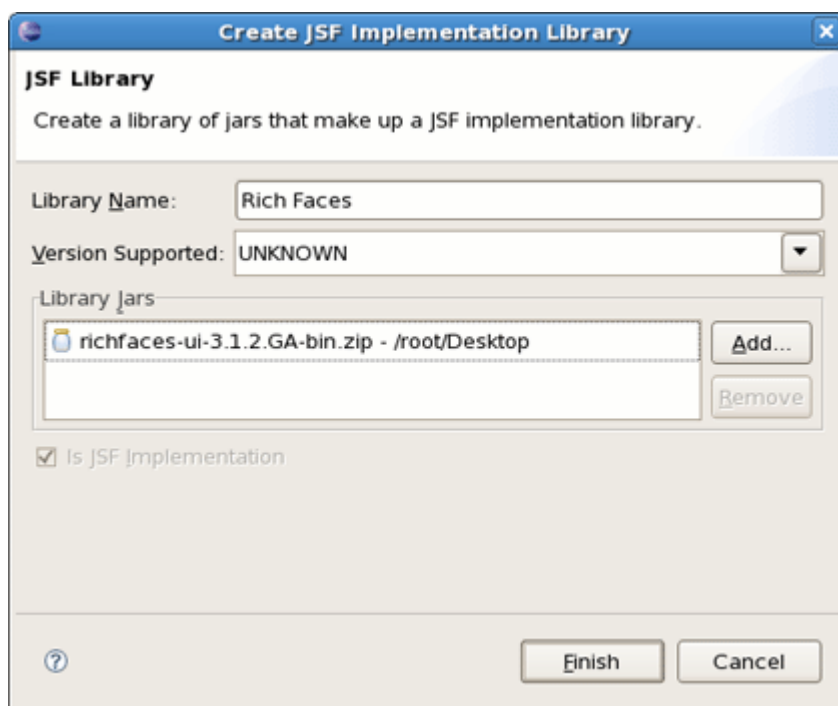 Create JSF Implementation Library
JSF Library
Create a library of jars that make up a JSF implementation library.
Library Name: Rich Faces
Version Supported: UNKNOWN
Library Jars
richfaces-ui-3.1.2.GA-bin.zip - /root/Desktop
Add...
Remove
Is JSF Implementation
?
Finish Cancel